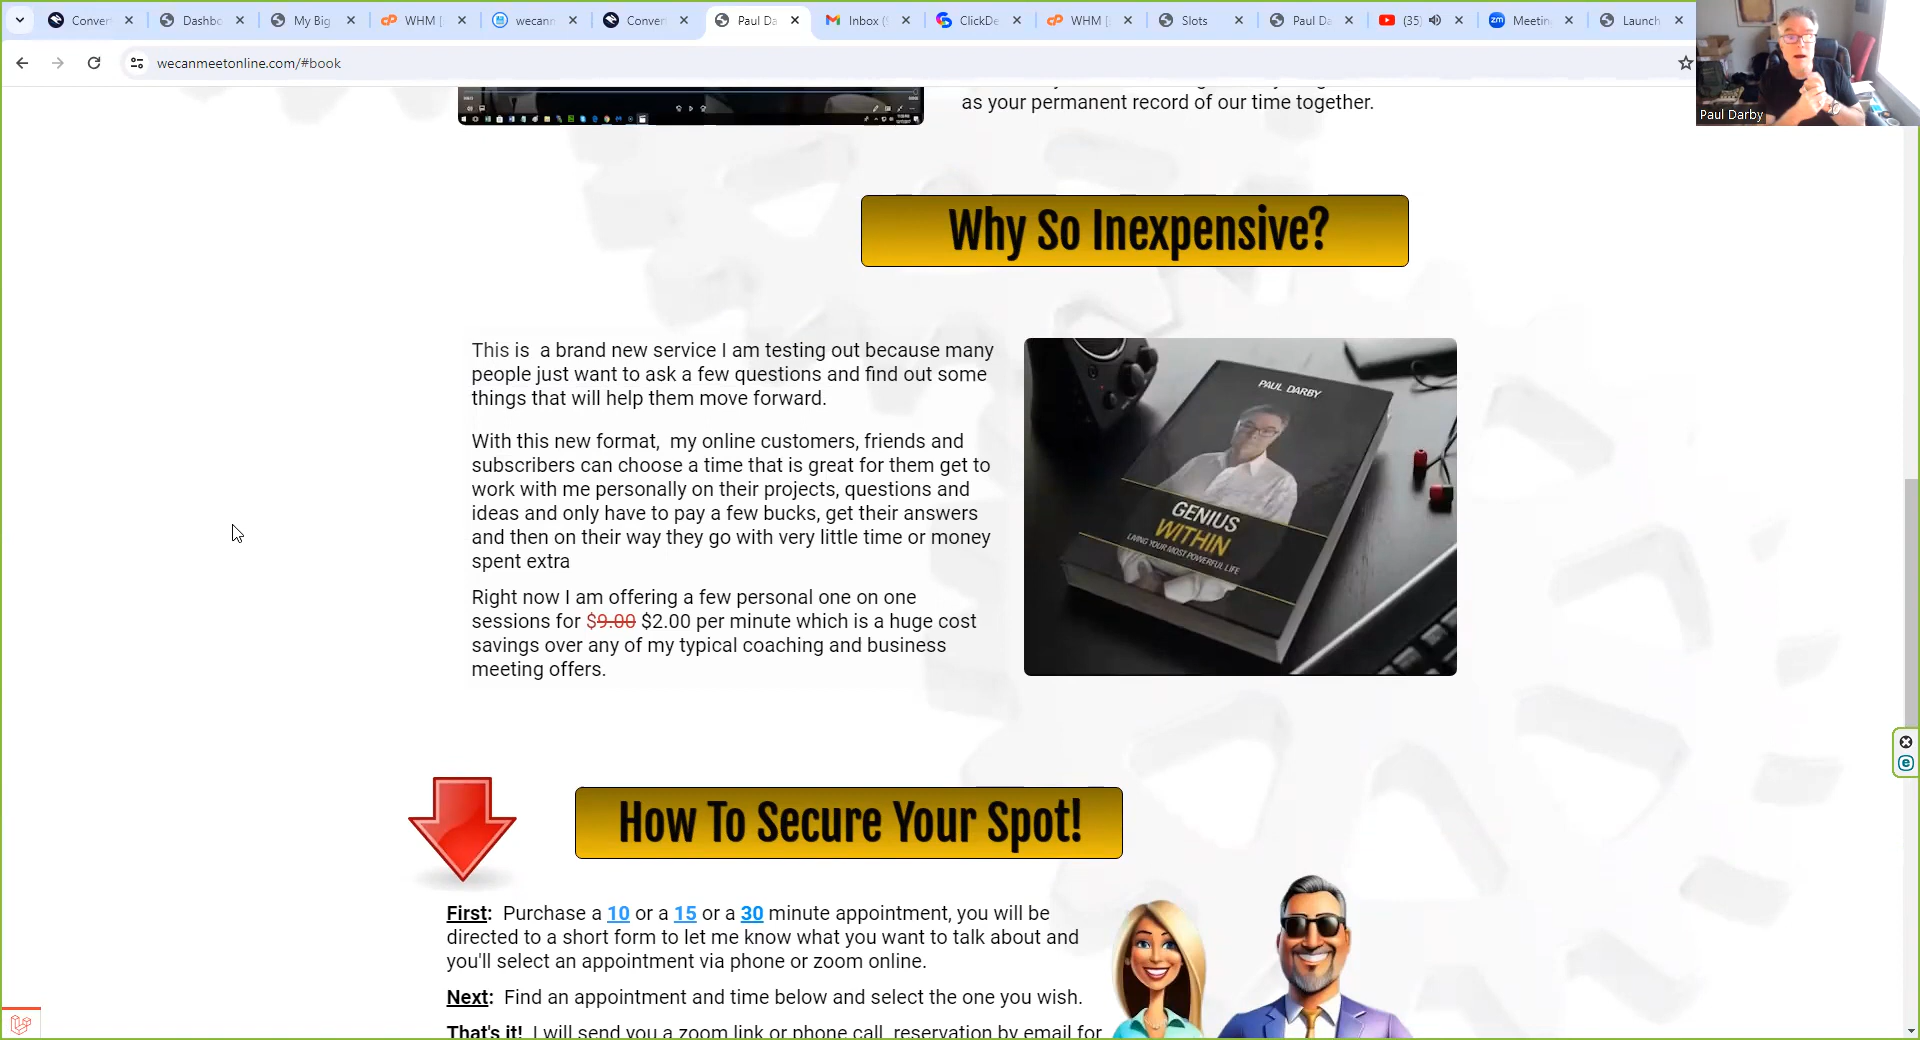 Conver
Dashbo
My Big
WHM [
wecann
Conver
Paul Da
Inbox (
ClickDe
WHM [
Slots
Paul Da
(35)
Meetin
Launch
wecanmeetonline.com/#book
Paul Darby
as your permanent record of our time together.
Why So Inexpensive?
This is  a brand new service I am testing out because many
people just want to ask a few questions and find out some
things that will help them move forward.
With this new format,  my online customers, friends and
subscribers can choose a time that is great for them get to
work with me personally on their projects, questions and
ideas and only have to pay a few bucks, get their answers
and then on their way they go with very little time or money
spent extra
Right now I am offering a few personal one on one
sessions for $9.00 $2.00 per minute which is a huge cost
savings over any of my typical coaching and business
meeting offers.
PAUL DARBY
GENIUS
WITHIN
LIVING YOUR MOST POWERFUL LIFE
How To Secure Your Spot!
First:  Purchase a 10 or a 15 or a 30 minute appointment, you will be
directed to a short form to let me know what you want to talk about and
you'll select an appointment via phone or zoom online.
Next:  Find an appointment and time below and select the one you wish.
That's it!  I will send you a zoom link or phone call  reservation by email for